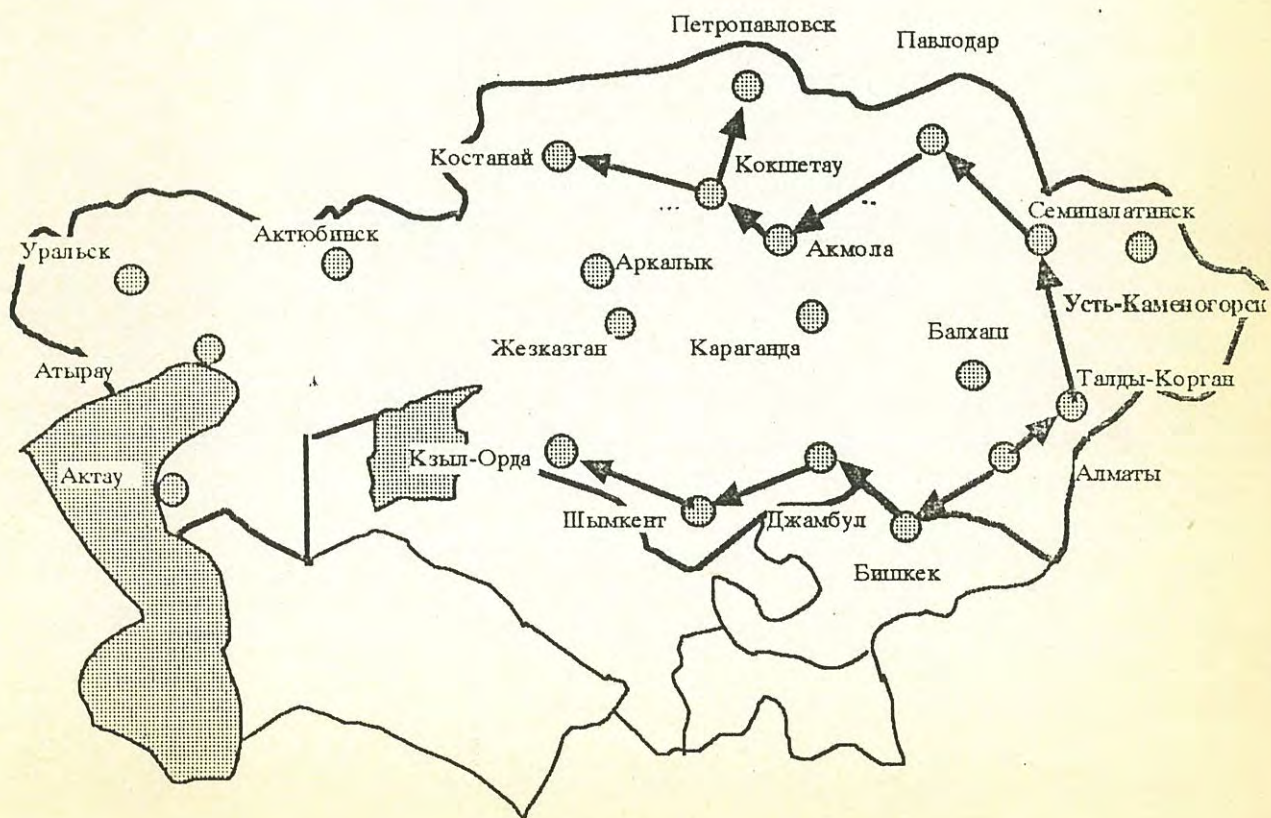 Петропавловск
Павлодар
Костанай
Кокшетау
Семипалатинск
Актюбинск
Уральск
Акмола
Аркалык
Усть-Каменогорск
Балхаш
Жезказган
Караганда
Атырау
Талды-Корган
Кзыл-Орда
Актау
Алматы
Шымкент
Джамбул
Бишкек